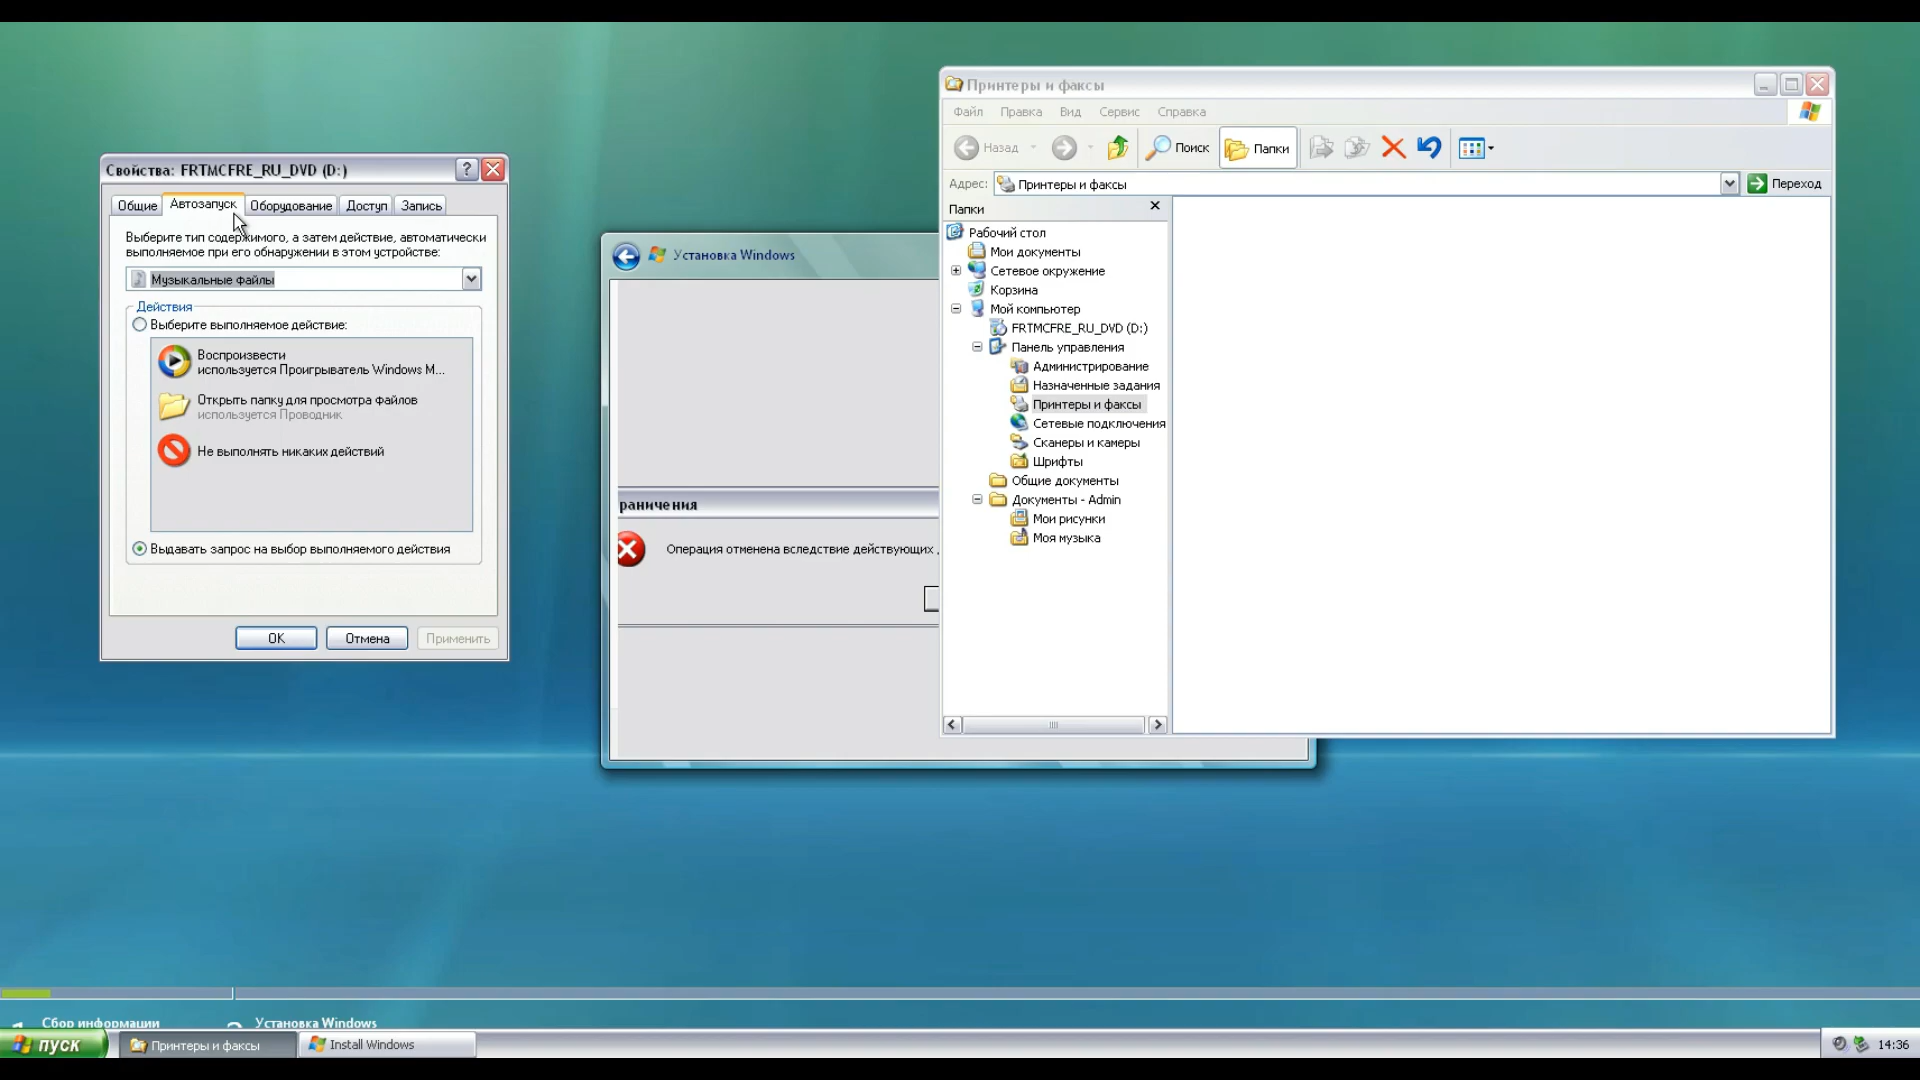 Свойства: FRTMCFRE_RU_DVD (D:)
Общие
Автозапуск
Оборудование
Доступ
Запись
Выберите тип содержимого, а затем действие, автоматически
выполняемое при его обнаружении в этом устройстве:
Музыкальные файлы
Действия
Выберите выполняемое действие:
Воспроизвести
используется Проигрыватель Windows M...
Открыть папку для просмотра файлов
используется Проводник
Не выполнять никаких действий
Выдавать запрос на выбор выполняемого действия
OK
Отмена
Применить
Установка Windows
раничения
Операция отменена вследствие действующих
Принтеры и факсы
Файл
Правка
Вид
Сервис
Справка
Назад
Поиск
Папки
Адрес:
Принтеры и факсы
Переход
Папки
Рабочий стол
Мои документы
Сетевое окружение
Корзина
Мой компьютер
FRTMCFRE_RU_DVD (D:)
Панель управления
Администрирование
Назначенные задания
Принтеры и факсы
Сетевые подключения
Сканеры и камеры
Шрифты
Общие документы
Документы - Admin
Мои рисунки
Моя музыка
Сбор информации
Установка Windows
пуск
Принтеры и факсы
Install Windows
14:36